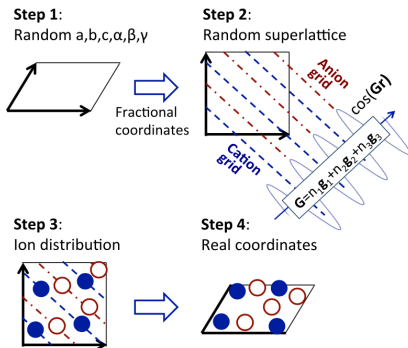 Step 1:
Random a,b,c,α,β,γ
Fractional
coordinates
Step 2:
Random superlattice
Anion
grid
Cation
grid
cos(Gr)
G=n₁g₁+n₂g₂+n₃g₃
Step 3:
Ion distribution
Step 4:
Real coordinates